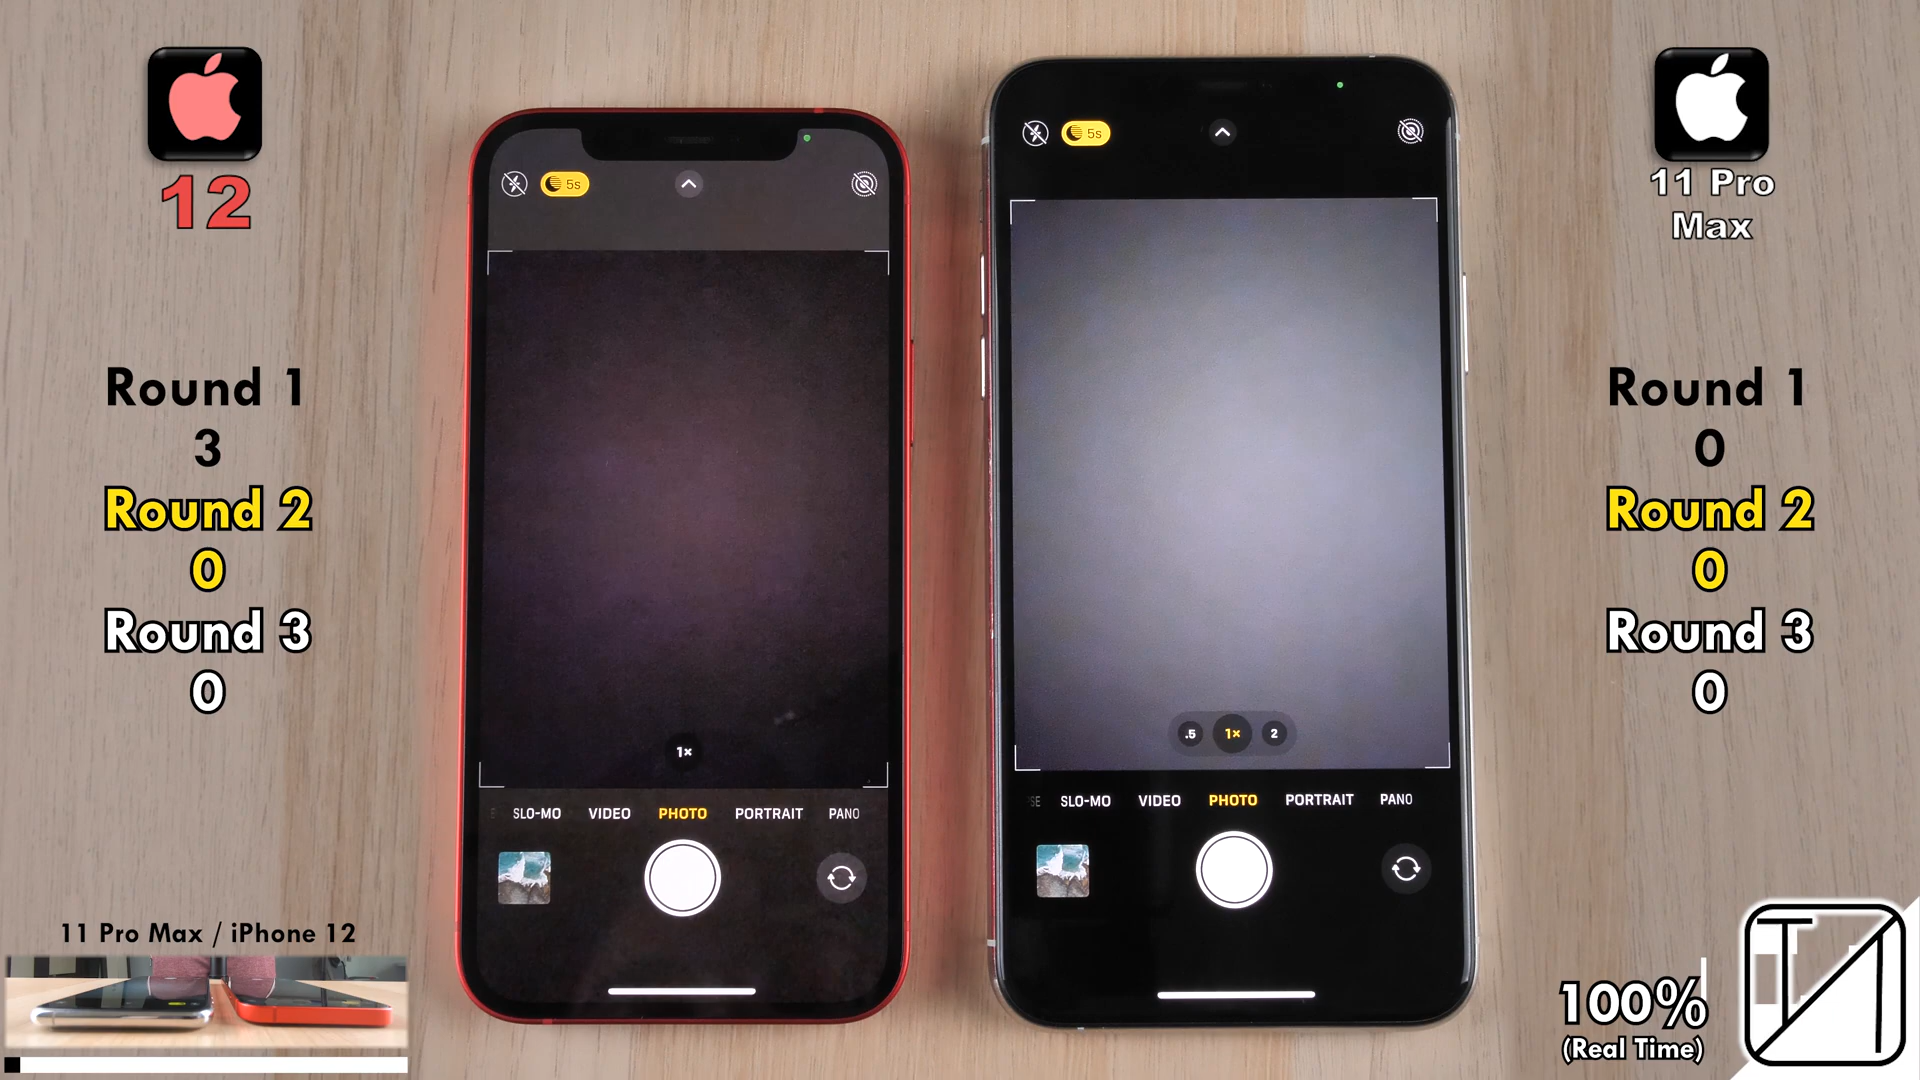 12
Round 1
3
Round 2
0
Round 3
0
11 Pro Max / iPhone 12
5s
1×
SLO-MO VIDEO PHOTO PORTRAIT PANO
5s
.5 1× 2
SLO-MO VIDEO PHOTO PORTRAIT PANO
11 Pro
Max
Round 1
0
Round 2
0
Round 3
0
100%
(Real Time)